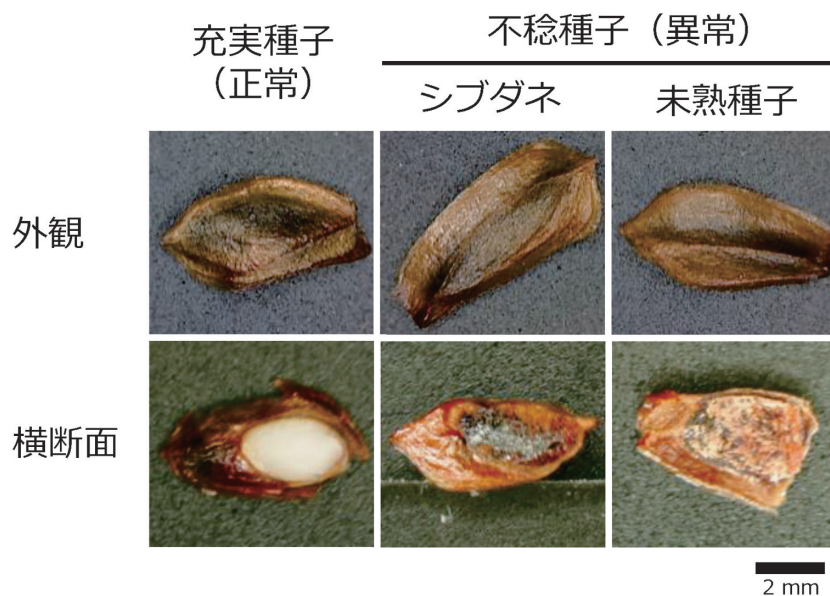 充実種子
（正常）
不稔種子（異常）
シブダネ
未熟種子
外観
横断面
2 mm